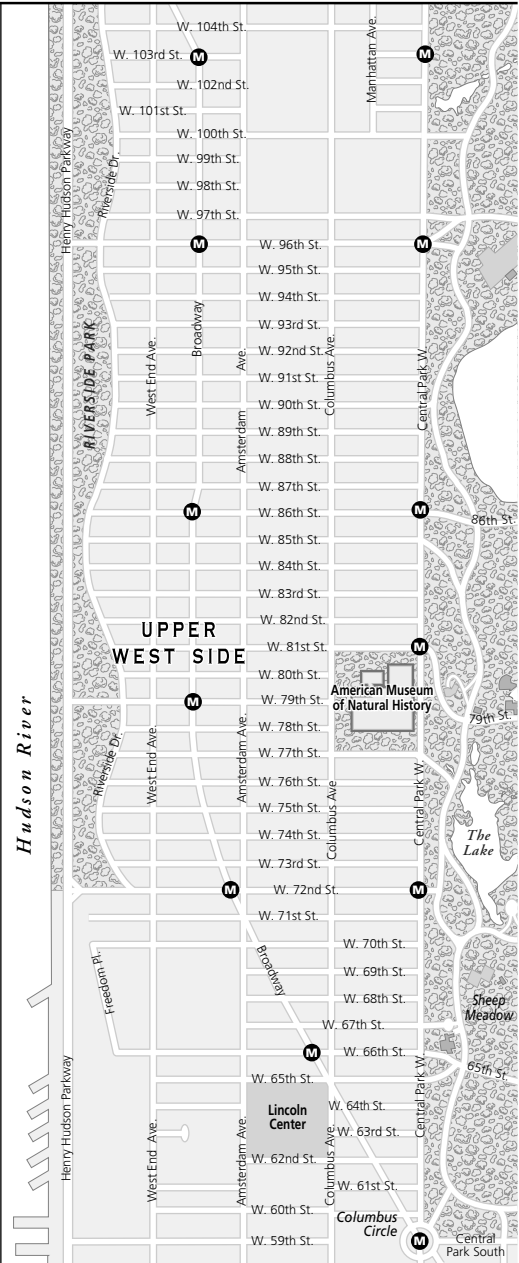 W. 104th St.
W. 103rd St.
M
M
Manhattan Ave.
W. 102nd St.
W. 101st St.
W. 100th St.
W. 99th St.
Henry Hudson Parkway
Riverside Dr.
W. 98th St.
W. 97th St.
M
W. 96th St.
M
W. 95th St.
W. 94th St.
W. 93rd St.
Broadway
W. 92nd St.
RIVERSIDE PARK
West End Ave.
Ave.
Columbus Ave.
Central Park W.
W. 91st St.
W. 90th St.
Amsterdam
W. 89th St.
W. 88th St.
W. 87th St.
M
W. 86th St.
M
86th St.
W. 85th St.
W. 84th St.
W. 83rd St.
W. 82nd St.
UPPER
WEST SIDE
W. 81st St.
M
W. 80th St.
American Museum
of Natural History
M
W. 79th St.
79th St.
W. 78th St.
Hudson River
Riverside Dr.
West End Ave.
Amsterdam Ave.
W. 77th St.
W. 76th St.
Columbus Ave
Central Park W.
W. 75th St.
W. 74th St.
The
Lake
W. 73rd St.
M
W. 72nd St.
M
W. 71st St.
Broadway
W. 70th St.
Freedom Pl.
W. 69th St.
W. 68th St.
Sheep
Meadow
W. 67th St.
M
W. 66th St.
65th St.
W. 65th St.
Henry Hudson Parkway
Central Park W.
Lincoln
Center
W. 64th St.
W. 63rd St.
West End Ave.
Amsterdam Ave.
Columbus Ave.
W. 62nd St.
W. 61st St.
W. 60th St.
Columbus
Circle
W. 59th St.
M
Central
Park South